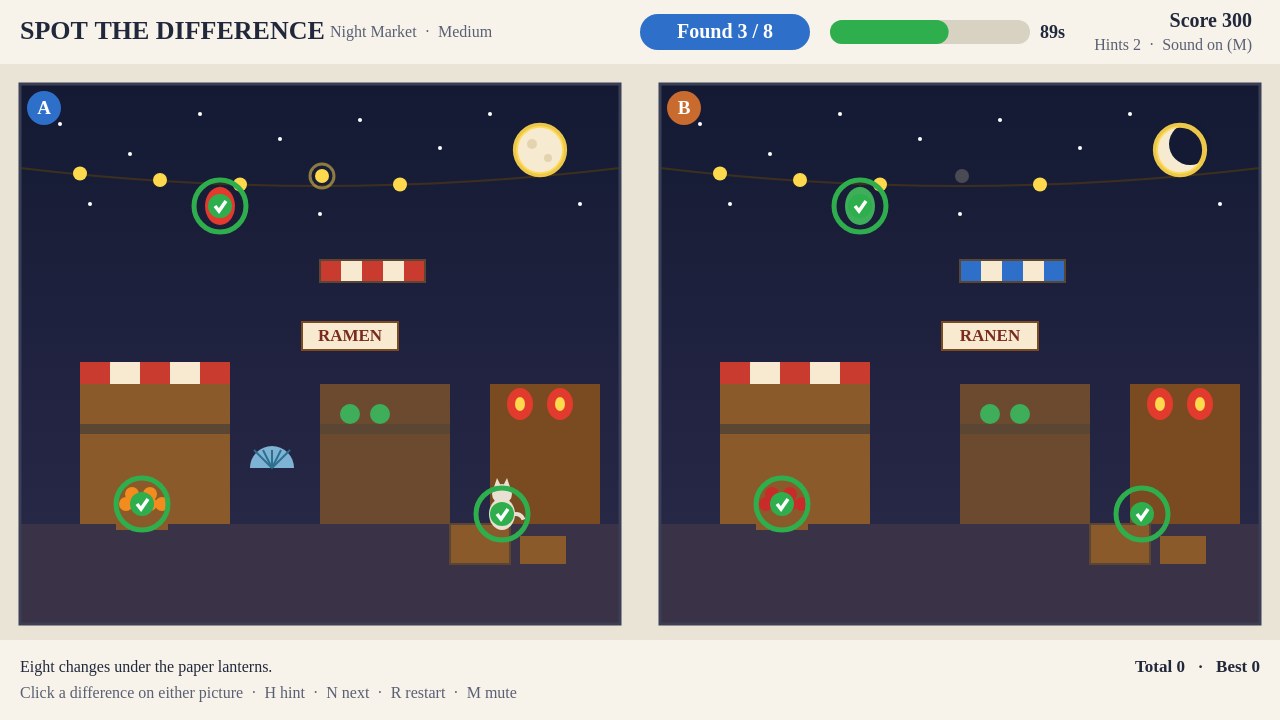 SPOT THE DIFFERENCE Night Market · Medium
Found 3 / 8
89s
Score 300
Hints 2 · Sound on (M)
A
B
RAMEN
RANEN
Eight changes under the paper lanterns.
Total 0 · Best 0
Click a difference on either picture · H hint · N next · R restart · M mute